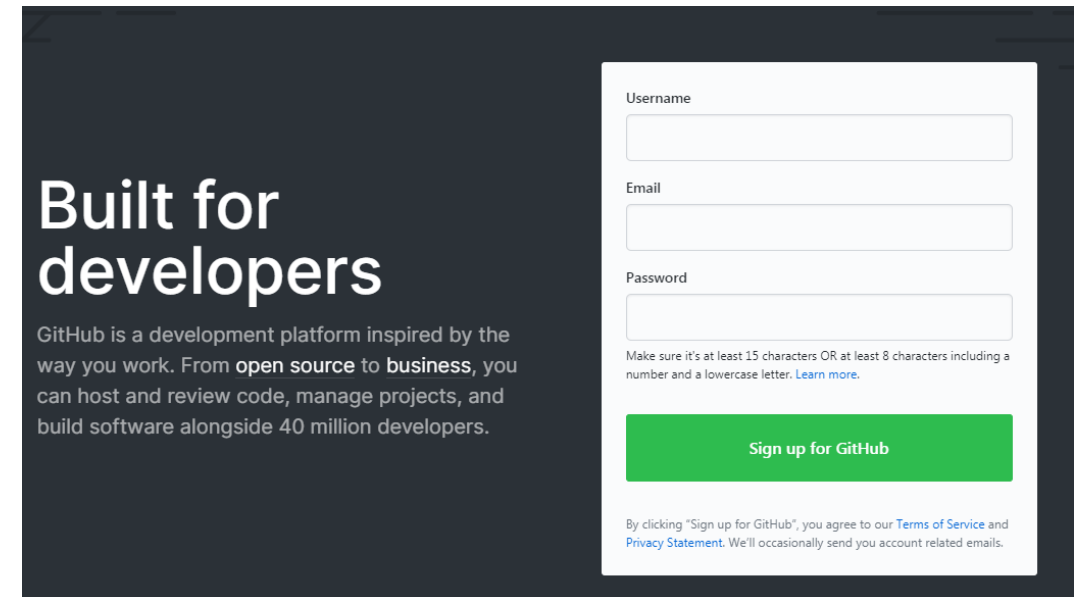 Built for
developers
GitHub is a development platform inspired by the
way you work. From open source to business, you
can host and review code, manage projects, and
build software alongside 40 million developers.
Username
Email
Password
Make sure it's at least 15 characters OR at least 8 characters including a
number and a lowercase letter. Learn more.
Sign up for GitHub
By clicking “Sign up for GitHub”, you agree to our Terms of Service and
Privacy Statement. We’ll occasionally send you account related emails.